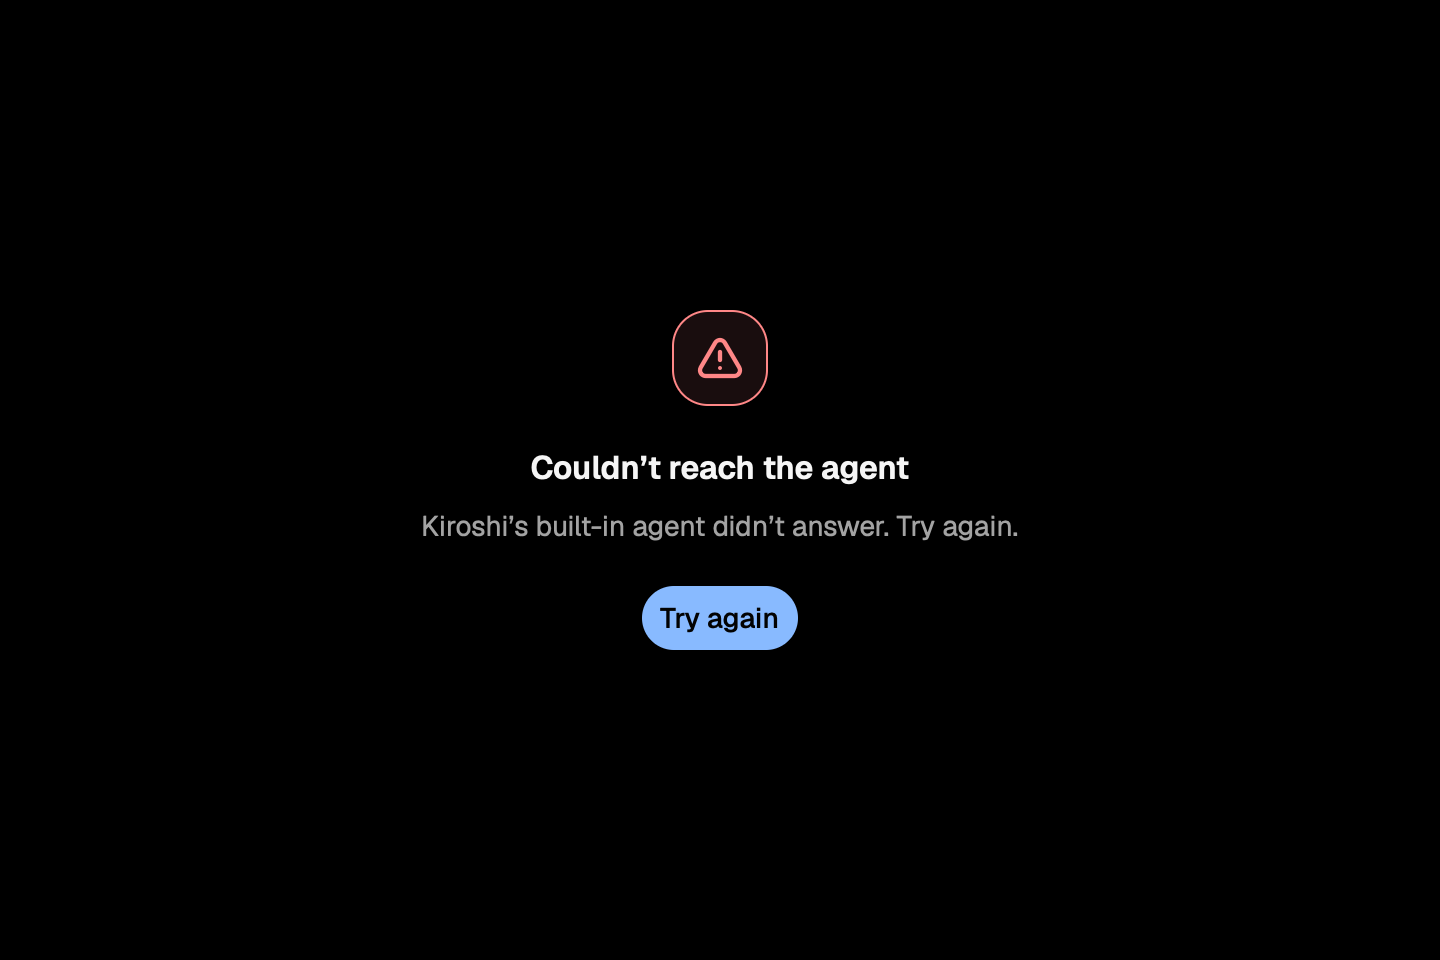 Couldn’t reach the agent
Kiroshi’s built-in agent didn’t answer. Try again.
Try again